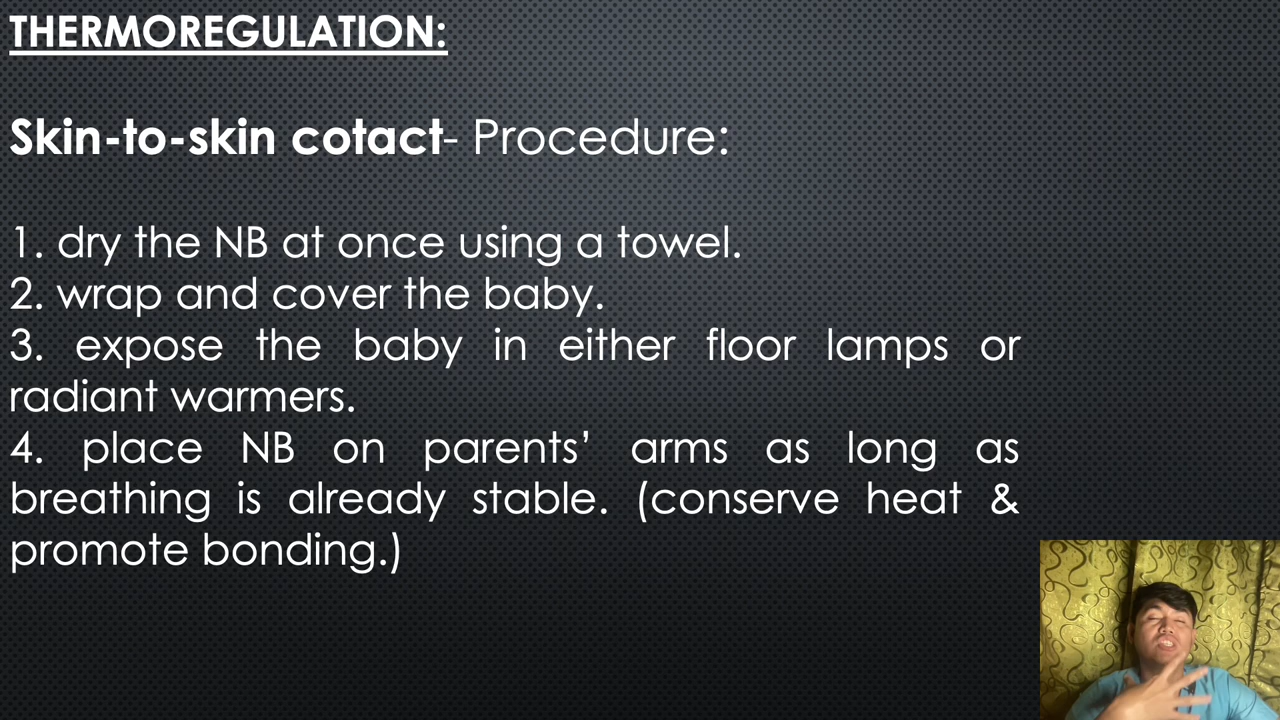 THERMOREGULATION:
Skin-to-skin cotact- Procedure:
1. dry the NB at once using a towel.
2. wrap and cover the baby.
3. expose the baby in either floor lamps or
radiant warmers.
4. place NB on parents’ arms as long as
breathing is already stable. (conserve heat &
promote bonding.)